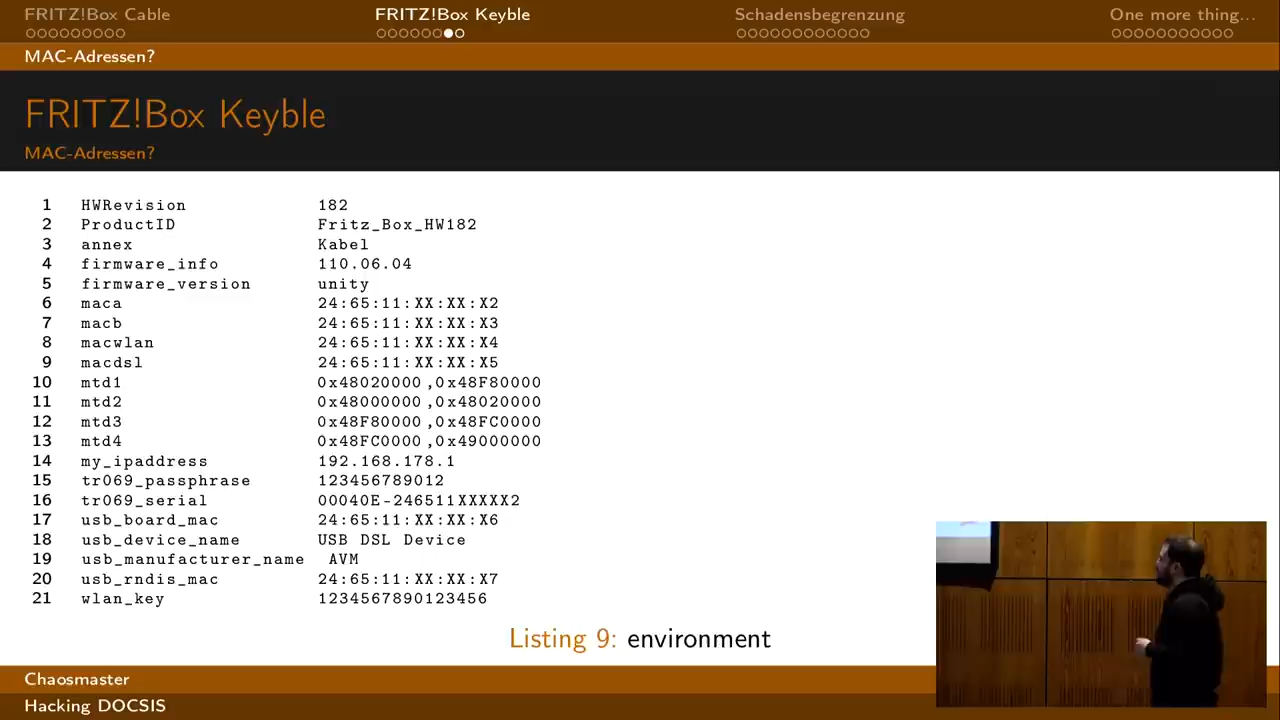 FRITZ!Box Cable
FRITZ!Box Keyble
Schadensbegrenzung
One more thing...
MAC-Adressen?
FRITZ!Box Keyble
MAC-Adressen?
1 HWRevision 182
2 ProductID Fritz_Box_HW182
3 annex Kabel
4 firmware_info 110.06.04
5 firmware_version unity
6 maca 24:65:11:XX:XX:X2
7 macb 24:65:11:XX:XX:X3
8 macwlan 24:65:11:XX:XX:X4
9 macdsl 24:65:11:XX:XX:X5
10 mtd1 0x48020000,0x48F80000
11 mtd2 0x48000000,0x48020000
12 mtd3 0x48F80000,0x48FC0000
13 mtd4 0x48FC0000,0x49000000
14 my_ipaddress 192.168.178.1
15 tr069_passphrase 123456789012
16 tr069_serial 00040E-246511XXXXX2
17 usb_board_mac 24:65:11:XX:XX:X6
18 usb_device_name USB DSL Device
19 usb_manufacturer_name AVM
20 usb_rndis_mac 24:65:11:XX:XX:X7
21 wlan_key 1234567890123456
Listing 9: environment
Chaosmaster
Hacking DOCSIS